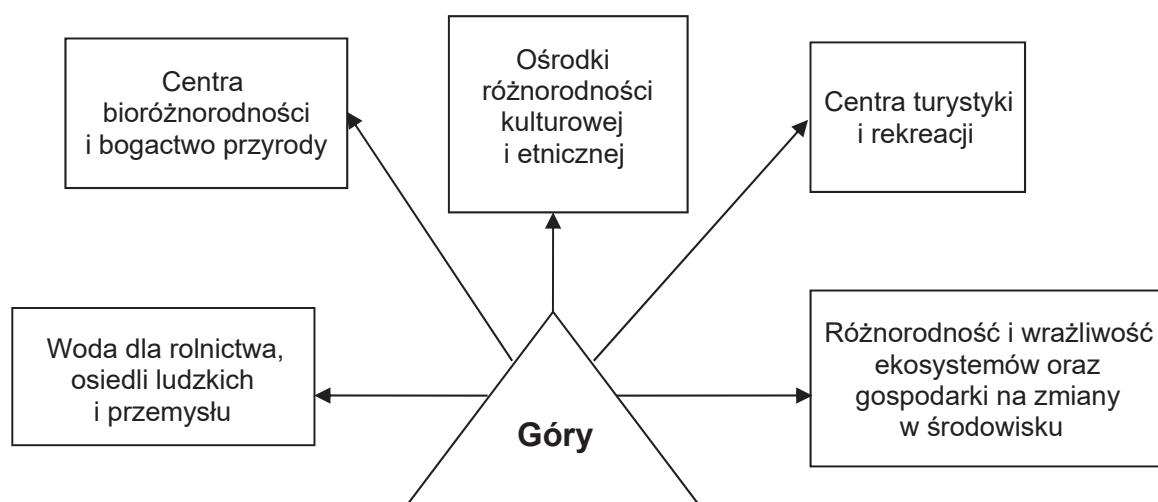 Centra
bioróżnorodności
i bogactwo przyrody
Ośrodki
różnorodności
kulturowej
i etnicznej
Centra turystyki
i rekreacji
Woda dla rolnictwa,
osiedli ludzkich
i przemysłu
Różnorodność i wrażliwość
ekosystemów oraz
gospodarki na zmiany
w środowisku
Góry